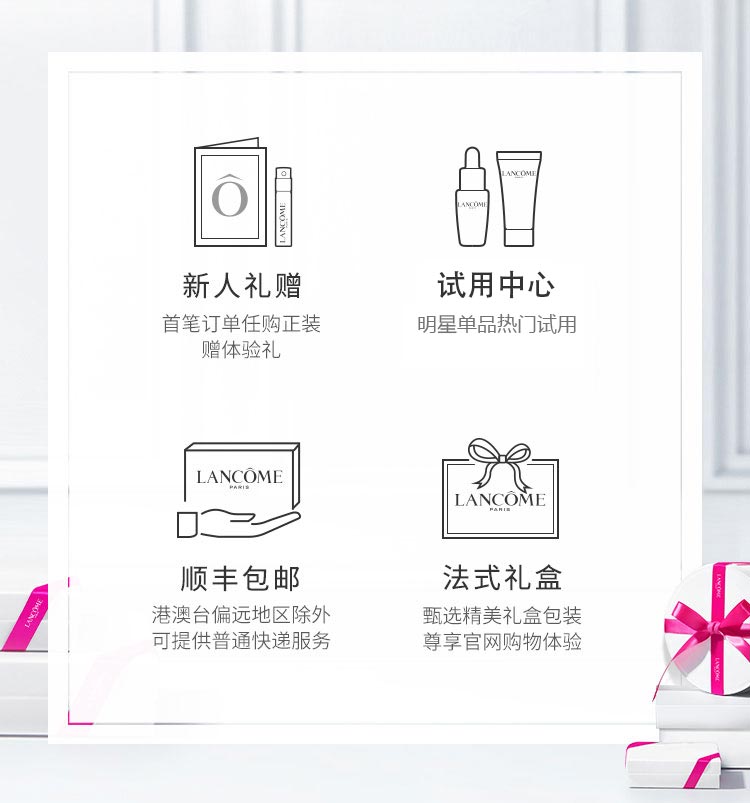 Ô
LANCÔME
LANCÔME
LANCÔME
新人礼赠
首笔订单任购正装
赠体验礼
试用中心
明星单品热门试用
LANCÔME
PARIS
LANCÔME
PARIS
顺丰包邮
港澳台偏远地区除外
可提供普通快递服务
法式礼盒
甄选精美礼盒包装
尊享官网购物体验
LANCÔME
LANCÔME
LANCÔME